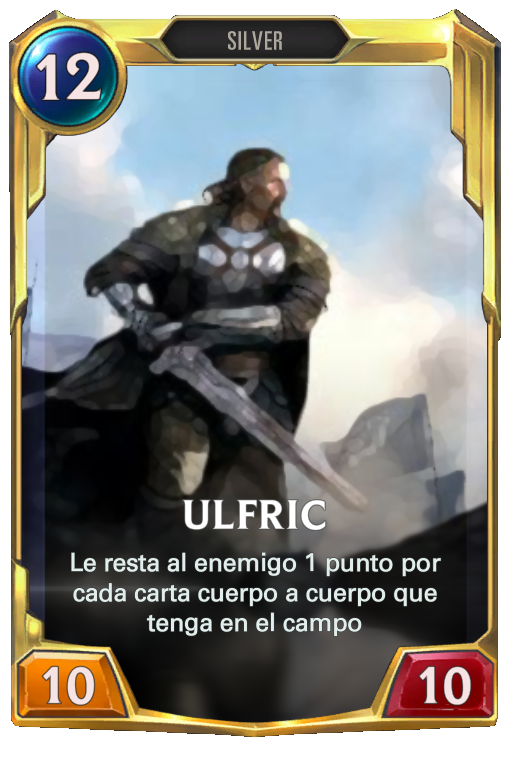 SILVER
12
ULFRIC
Le resta al enemigo 1 punto por
cada carta cuerpo a cuerpo que
tenga en el campo
10
10